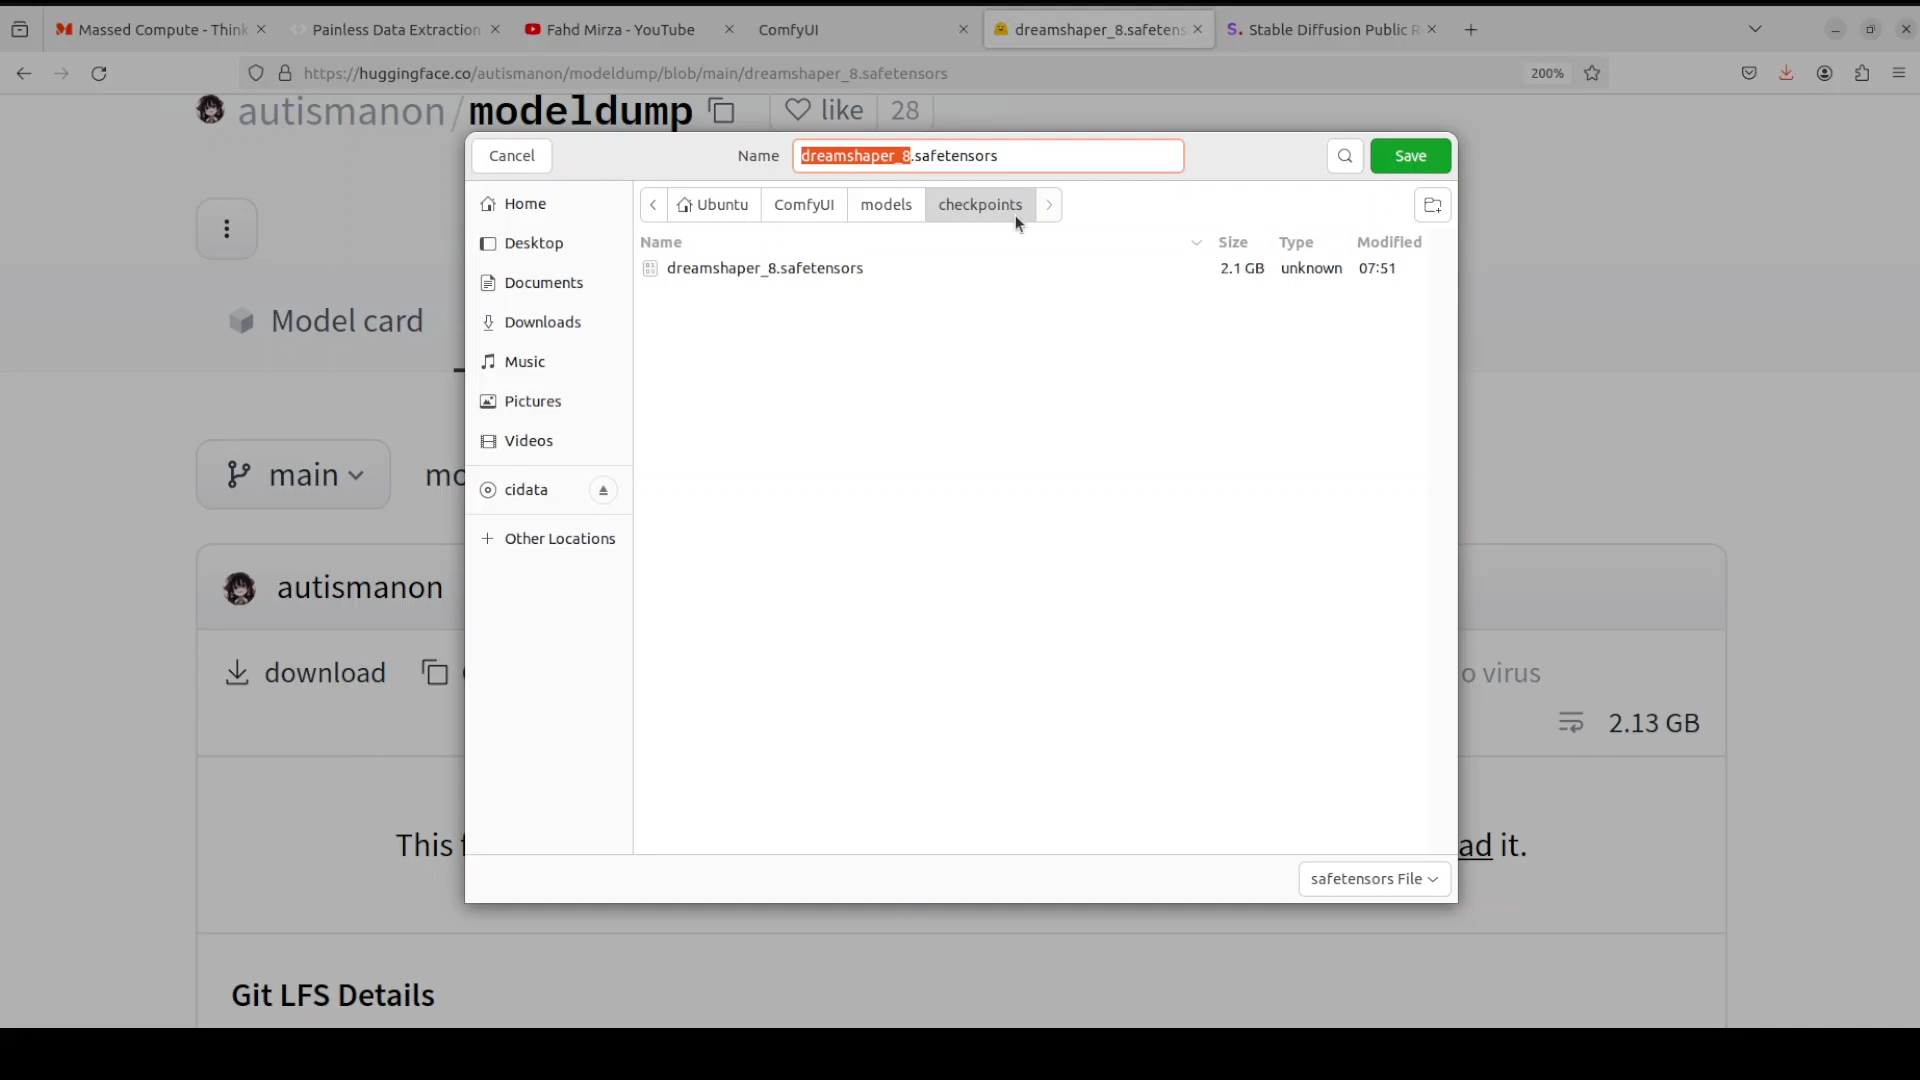 Massed Compute - Think
Painless Data Extraction
Fahd Mirza - YouTube
ComfyUI
dreamshaper_8.safetens
Stable Diffusion Public R
https://huggingface.co/autismanon/modeldump/blob/main/dreamshaper_8.safetensors
200%
autismanon/modeldump
like 28
Cancel
Name
dreamshaper_8.safetensors
Save
Home
Desktop
Documents
Downloads
Music
Pictures
Videos
cidata
Other Locations
Ubuntu ComfyUI models checkpoints
Name Size Type Modified
dreamshaper_8.safetensors 2.1 GB unknown 07:51
safetensors File
Model card
main
mo
autismanon
download
o virus
2.13 GB
This
ad it.
Git LFS Details